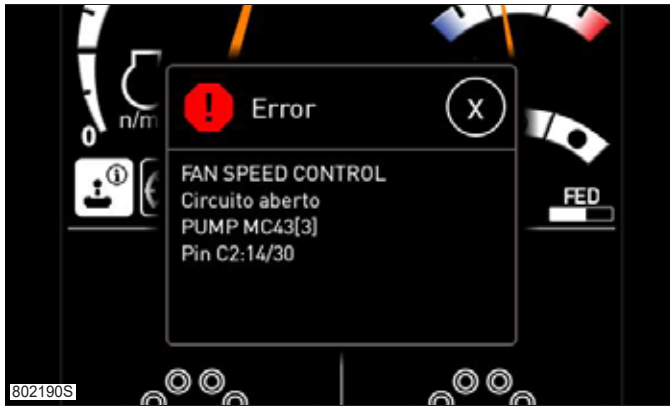 n/m
0
Error
X
FAN SPEED CONTROL
Circuito aberto
PUMP MC43[3]
Pin C2:14/30
FED
802190S